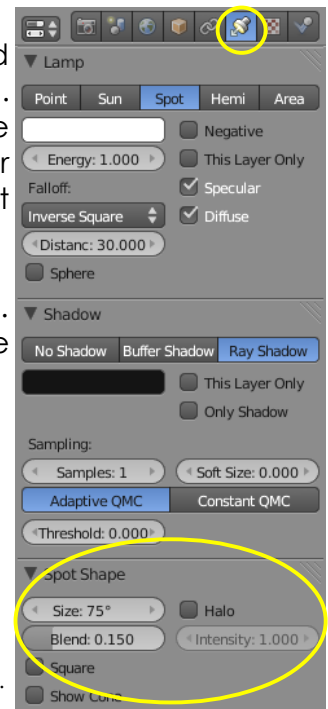 d
Lamp
.
Point Sun Spot Hemi Area
e
Negative
r
Energy: 1.000 This Layer Only
Falloff: Specular
t
Inverse Square Diffuse
Distanc: 30.000
Sphere
.
Shadow
e
No Shadow Buffer Shadow Ray Shadow
This Layer Only
Only Shadow
Sampling:
Samples: 1 Soft Size: 0.000
Adaptive QMC Constant QMC
Threshold: 0.000
Spot Shape
Size: 75° Halo
Blend: 0.150 Intensity: 1.000
Square
.
Show Cone